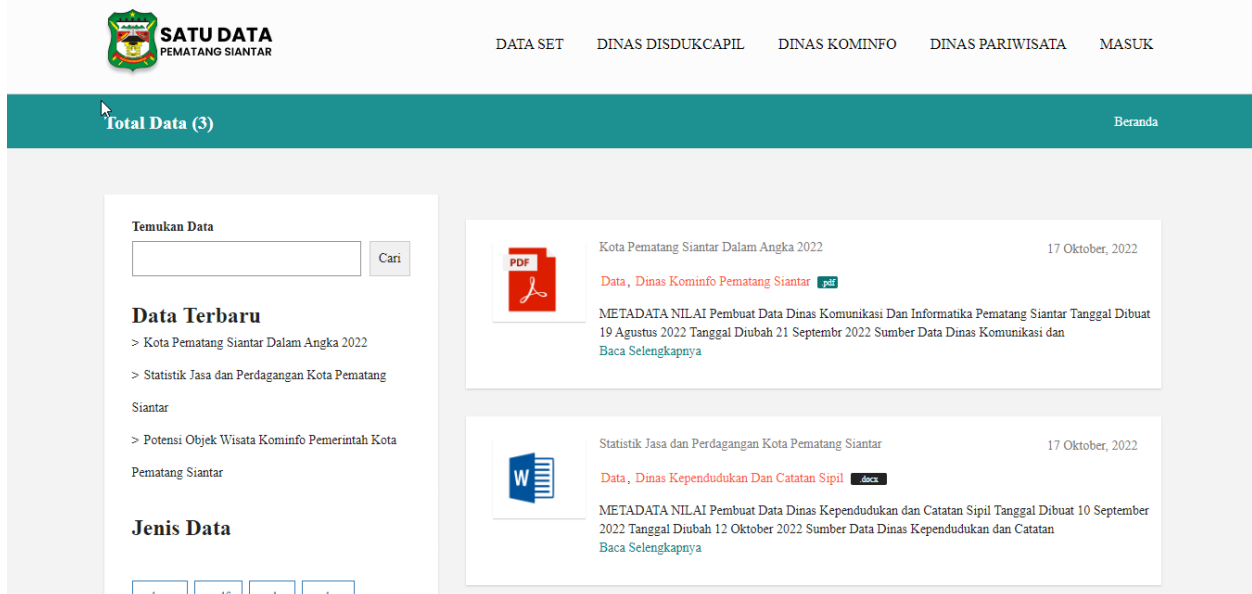 SATU DATA
PEMATANG SIANTAR
DATA SET DINAS DISDUKCAPIL DINAS KOMINFO DINAS PARIWISATA MASUK
Total Data (3)
Beranda
Temukan Data
Cari
Data Terbaru
> Kota Pematang Siantar Dalam Angka 2022
> Statistik Jasa dan Perdagangan Kota Pematang
Siantar
> Potensi Objek Wisata Kominfo Pemerintah Kota
Pematang Siantar
Jenis Data
PDF
Kota Pematang Siantar Dalam Angka 2022
17 Oktober, 2022
Data, Dinas Kominfo Pematang Siantar .pdf
METADATA NILAI Pembuat Data Dinas Komunikasi Dan Informatika Pematang Siantar Tanggal Dibuat
19 Agustus 2022 Tanggal Diubah 21 Septembr 2022 Sumber Data Dinas Komunikasi dan
Baca Selengkapnya
W
Statistik Jasa dan Perdagangan Kota Pematang Siantar
17 Oktober, 2022
Data, Dinas Kependudukan Dan Catatan Sipil .docx
METADATA NILAI Pembuat Data Dinas Kependudukan dan Catatan Sipil Tanggal Dibuat 10 September
2022 Tanggal Diubah 12 Oktober 2022 Sumber Data Dinas Kependudukan dan Catatan
Baca Selengkapnya